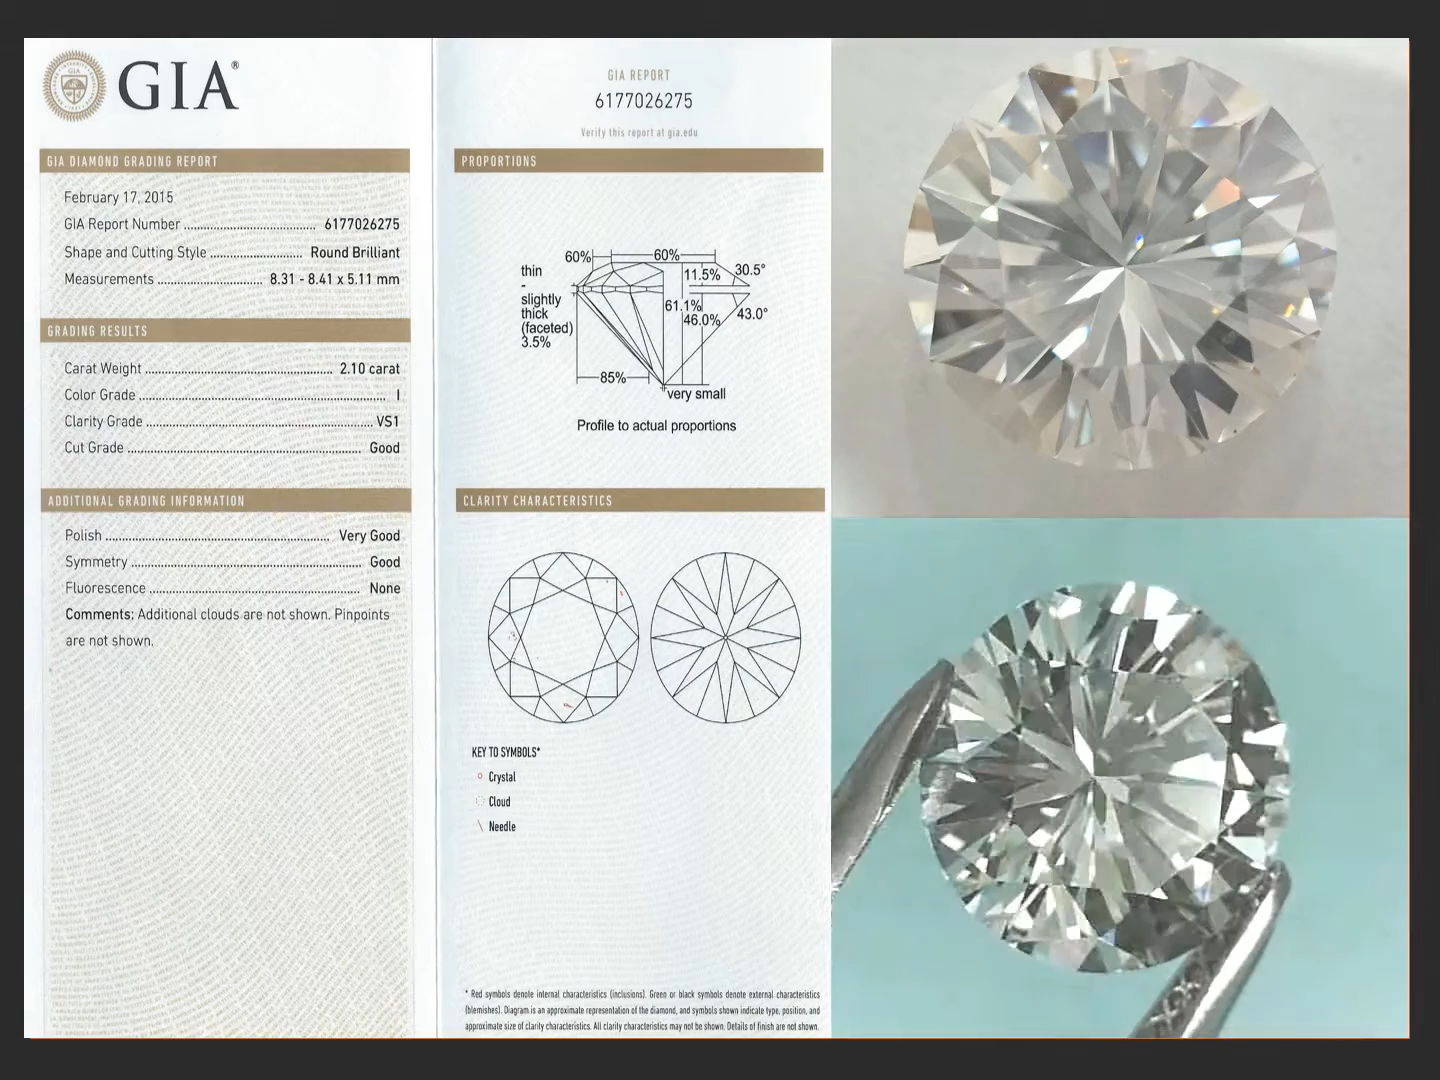 GIA®
GIA DIAMOND GRADING REPORT
February 17, 2015
GIA Report Number 6177026275
Shape and Cutting Style Round Brilliant
Measurements 8.31 - 8.41 x 5.11 mm
GRADING RESULTS
Carat Weight 2.10 carat
Color Grade I
Clarity Grade VS1
Cut Grade Good
ADDITIONAL GRADING INFORMATION
Polish Very Good
Symmetry Good
Fluorescence None
Comments: Additional clouds are not shown. Pinpoints
are not shown.
GIA REPORT
6177026275
Verify this report at gia.edu
PROPORTIONS
60%
60%
thin
-
slightly
thick
(faceted)
3.5%
11.5%
30.5°
61.1%
46.0%
43.0°
85%
very small
Profile to actual proportions
CLARITY CHARACTERISTICS
KEY TO SYMBOLS*
Crystal
Cloud
Needle
* Red symbols denote internal characteristics (inclusions). Green or black symbols denote external characteristics
(blemishes). Diagram is an approximate representation of the diamond, and symbols shown indicate type, position, and
approximate size of clarity characteristics. All clarity characteristics may not be shown. Details of finish are not shown.